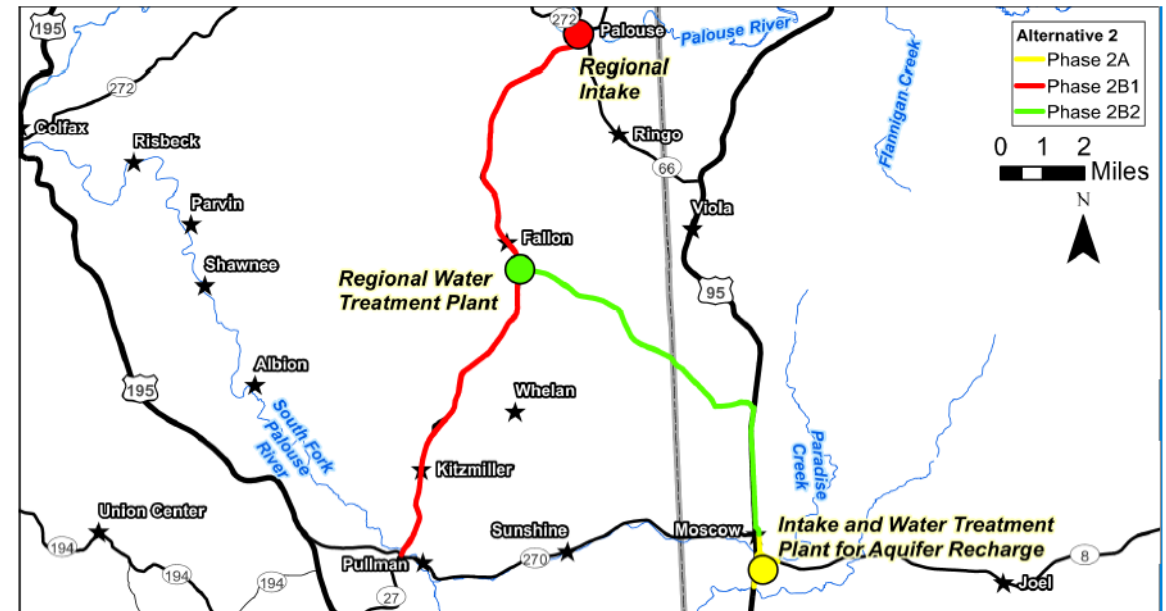 195
272
Palouse
Palouse River
Alternative 2
Phase 2A
Phase 2B1
Phase 2B2
Regional
Intake
272
Colfax
Risbeck
Ringo
66
Flannigan Creek
0 1 2
Miles
N
Parvin
Viola
Fallon
Shawnee
Regional Water
Treatment Plant
95
195
Albion
Whelan
South Fork
Palouse
River
Kitzmiller
Paradise
Creek
Union Center
Sunshine
Moscow
Intake and Water Treatment
Plant for Aquifer Recharge
194
Pullman
270
8
194
194
27
Joel